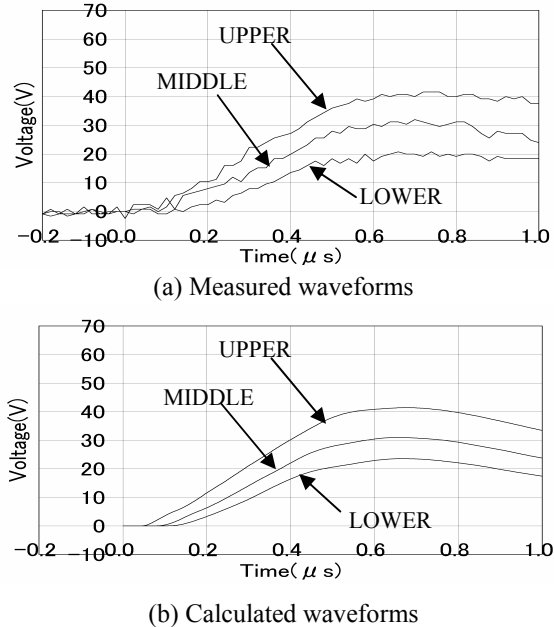 70
60
50
40
30
20
10
0
-10
Voltage(V)
UPPER
MIDDLE
LOWER
-0.2 0.0 0.2 0.4 0.6 0.8 1.0
Time(μs)
(a) Measured waveforms
70
60
50
40
30
20
10
0
-10
Voltage(V)
UPPER
MIDDLE
LOWER
-0.2 0.0 0.2 0.4 0.6 0.8 1.0
Time(μs)
(b) Calculated waveforms